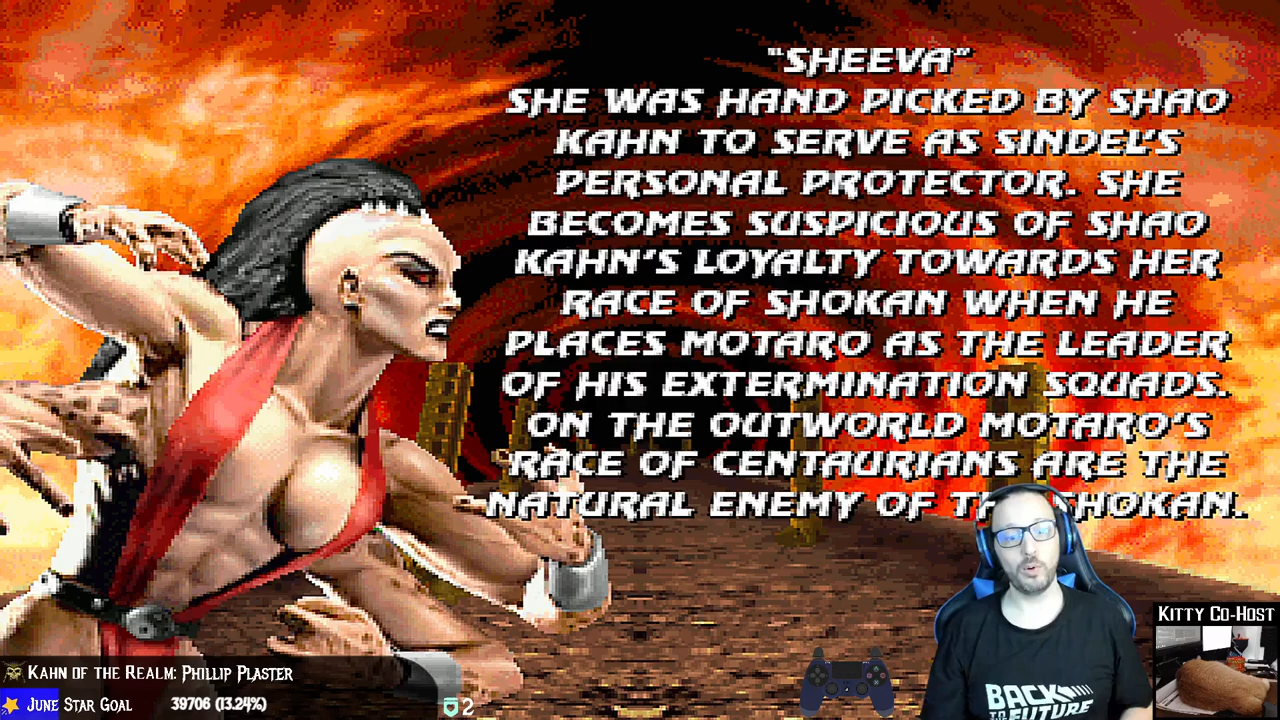 "SHEEVA"
SHE WAS HAND PICKED BY SHAO
KAHN TO SERVE AS SINDEL'S
PERSONAL PROTECTOR. SHE
BECOMES SUSPICIOUS OF SHAO
KAHN'S LOYALTY TOWARDS HER
RACE OF SHOKAN WHEN HE
PLACES MOTARO AS THE LEADER
OF HIS EXTERMINATION SQUADS.
ON THE OUTWORLD MOTARO'S
RACE OF CENTAURIANS ARE THE
NATURAL ENEMY OF TH SHOKAN.
KITTY CO-HOST
BACK
TO THE FUTURE
KAHN OF THE REALM: PHILLIP PLASTER
JUNE STAR GOAL 39706 (13.24%)
2